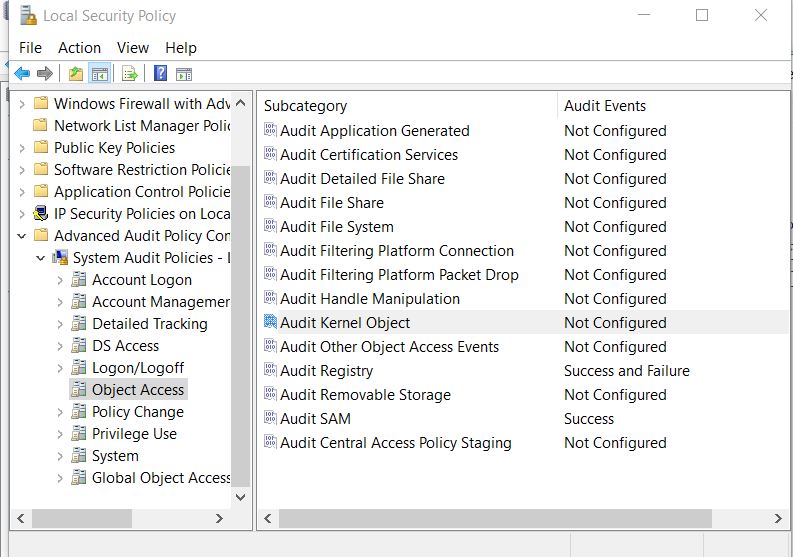 Local Security Policy
File Action View Help
Windows Firewall with Adv
Network List Manager Polic
Public Key Policies
Software Restriction Policie
Application Control Policie
IP Security Policies on Loca
Advanced Audit Policy Con
System Audit Policies - L
Account Logon
Account Managemen
Detailed Tracking
DS Access
Logon/Logoff
Object Access
Policy Change
Privilege Use
System
Global Object Access
Subcategory Audit Events
Audit Application Generated Not Configured
Audit Certification Services Not Configured
Audit Detailed File Share Not Configured
Audit File Share Not Configured
Audit File System Not Configured
Audit Filtering Platform Connection Not Configured
Audit Filtering Platform Packet Drop Not Configured
Audit Handle Manipulation Not Configured
Audit Kernel Object Not Configured
Audit Other Object Access Events Not Configured
Audit Registry Success and Failure
Audit Removable Storage Not Configured
Audit SAM Success
Audit Central Access Policy Staging Not Configured